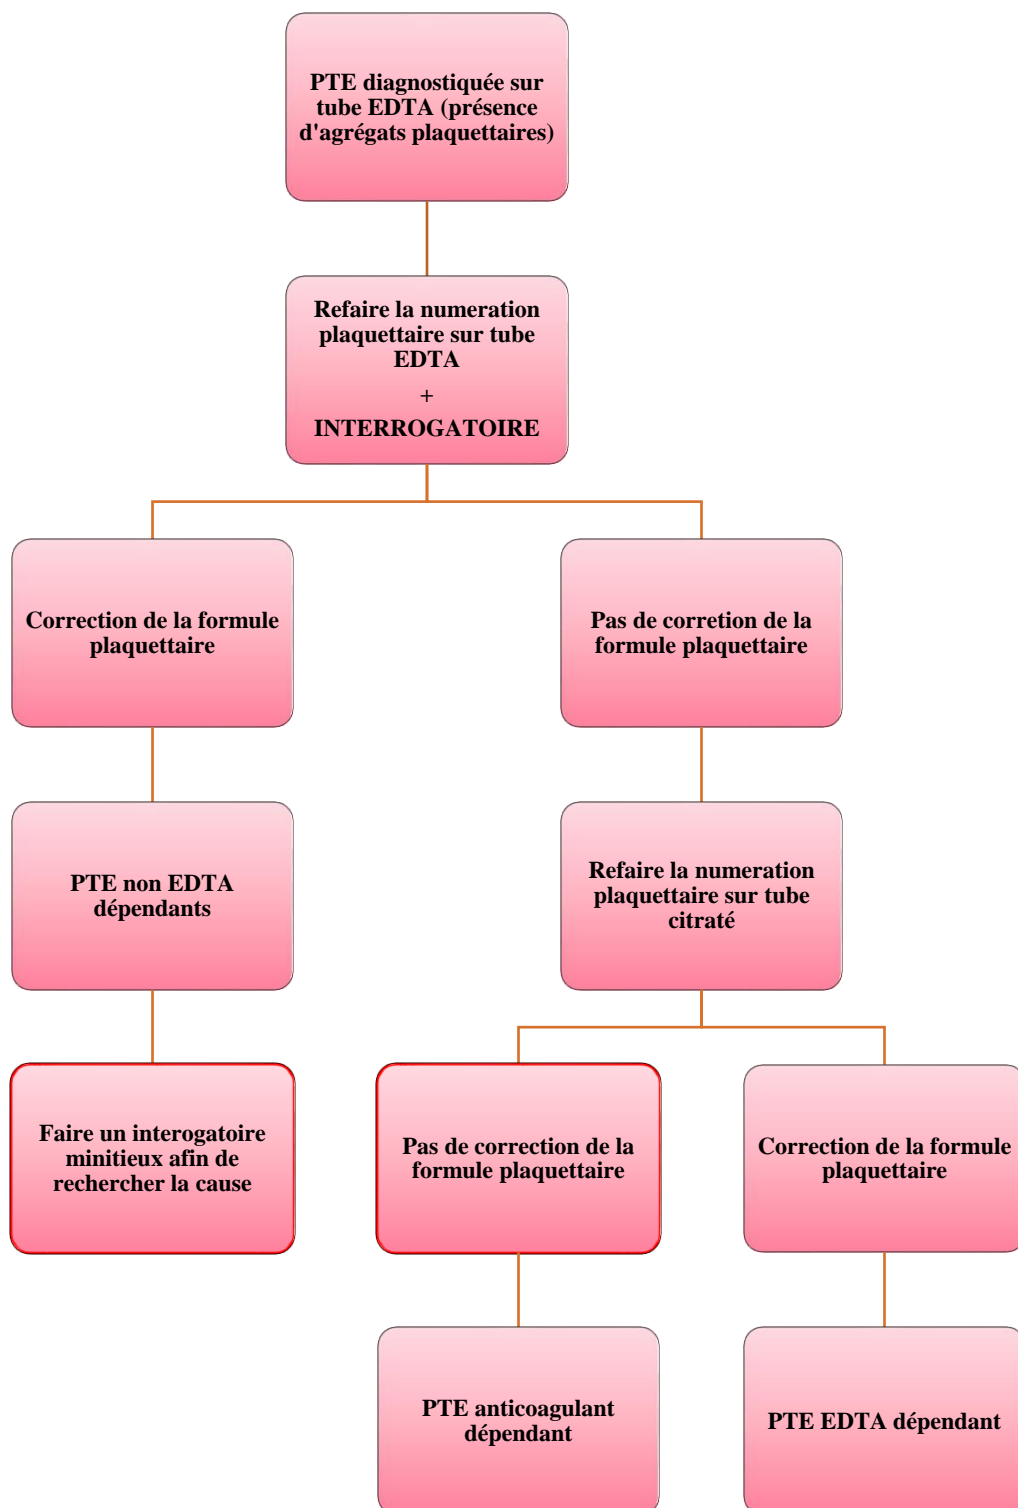 PTE diagnostiquée sur
tube EDTA (présence
d'agrégats plaquettaires)
Refaire la numeration
plaquettaire sur tube
EDTA
+
INTERROGATOIRE
Correction de la formule
plaquettaire
Pas de corretion de la
formule plaquettaire
PTE non EDTA
dépendants
Refaire la numeration
plaquettaire sur tube
citraté
Faire un interogatoire
minitieux afin de
rechercher la cause
Pas de correction de la
formule plaquettaire
Correction de la formule
plaquettaire
PTE anticoagulant
dépendant
PTE EDTA dépendant